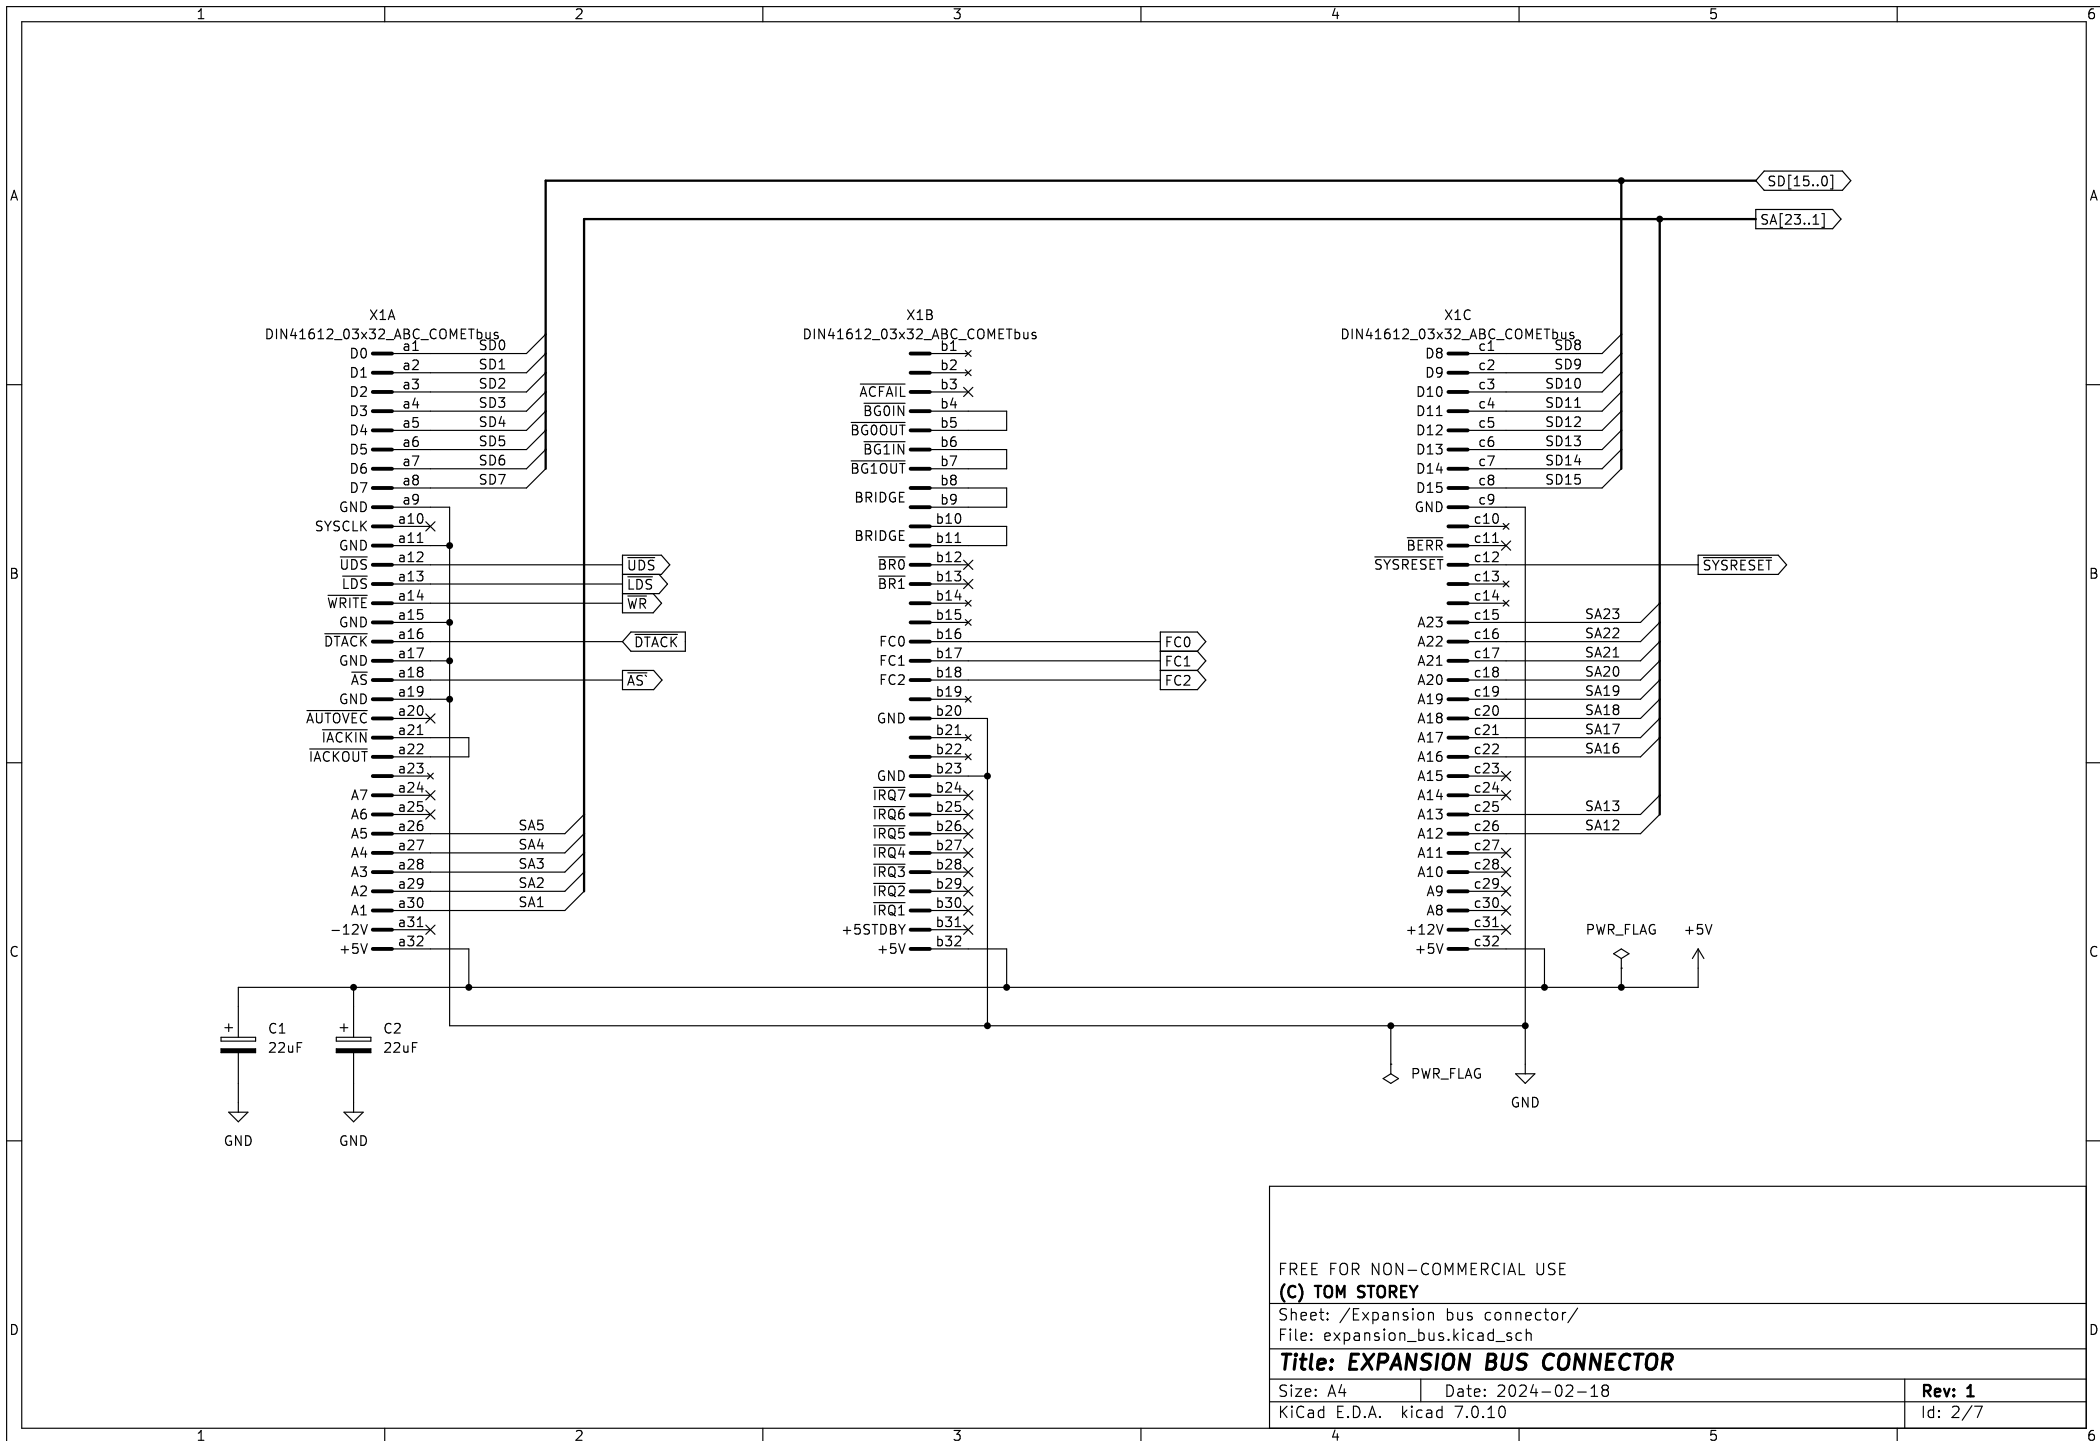 1 2 3 4 5 6
A A
SD[15..0]
SA[23..1]
X1A
DIN41612_03x32_ABC_COMETbus
D0 a1 SD0
D1 a2 SD1
D2 a3 SD2
D3 a4 SD3
D4 a5 SD4
D5 a6 SD5
D6 a7 SD6
D7 a8 SD7
GND a9
SYSCLK a10
GND a11
UDS a12 UDS
LDS a13 LDS
WRITE a14 WR
GND a15
DTACK a16 DTACK
GND a17
AS a18 AS`
GND a19
AUTOVEC a20
IACKIN a21
IACKOUT a22
a23
A7 a24
A6 a25
A5 a26 SA5
A4 a27 SA4
A3 a28 SA3
A2 a29 SA2
A1 a30 SA1
-12V a31
+5V a32
X1B
DIN41612_03x32_ABC_COMETbus
b1
b2
ACFAIL b3
BG0IN b4
BG0OUT b5
BG1IN b6
BG1OUT b7
b8
BRIDGE
b9
b10
BRIDGE
b11
BR0 b12
BR1 b13
b14
b15
FC0 b16 FC0
FC1 b17 FC1
FC2 b18 FC2
b19
GND b20
b21
b22
GND b23
IRQ7 b24
IRQ6 b25
IRQ5 b26
IRQ4 b27
IRQ3 b28
IRQ2 b29
IRQ1 b30
+5STDBY b31
+5V b32
X1C
DIN41612_03x32_ABC_COMETbus
D8 c1 SD8
D9 c2 SD9
D10 c3 SD10
D11 c4 SD11
D12 c5 SD12
D13 c6 SD13
D14 c7 SD14
D15 c8 SD15
GND c9
c10
BERR c11
SYSRESET c12 SYSRESET
c13
c14
A23 c15 SA23
A22 c16 SA22
A21 c17 SA21
A20 c18 SA20
A19 c19 SA19
A18 c20 SA18
A17 c21 SA17
A16 c22 SA16
A15 c23
A14 c24
A13 c25 SA13
A12 c26 SA12
A11 c27
A10 c28
A9 c29
A8 c30
+12V c31
+5V c32
PWR_FLAG +5V
B B
C C
+ C1
22uF
+ C2
22uF
GND
GND
PWR_FLAG
GND
D D
FREE FOR NON-COMMERCIAL USE
(C) TOM STOREY
Sheet: /Expansion bus connector/
File: expansion_bus.kicad_sch
Title: EXPANSION BUS CONNECTOR
Size: A4 Date: 2024-02-18 Rev: 1
KiCad E.D.A. kicad 7.0.10 Id: 2/7
1 2 3 4 5 6